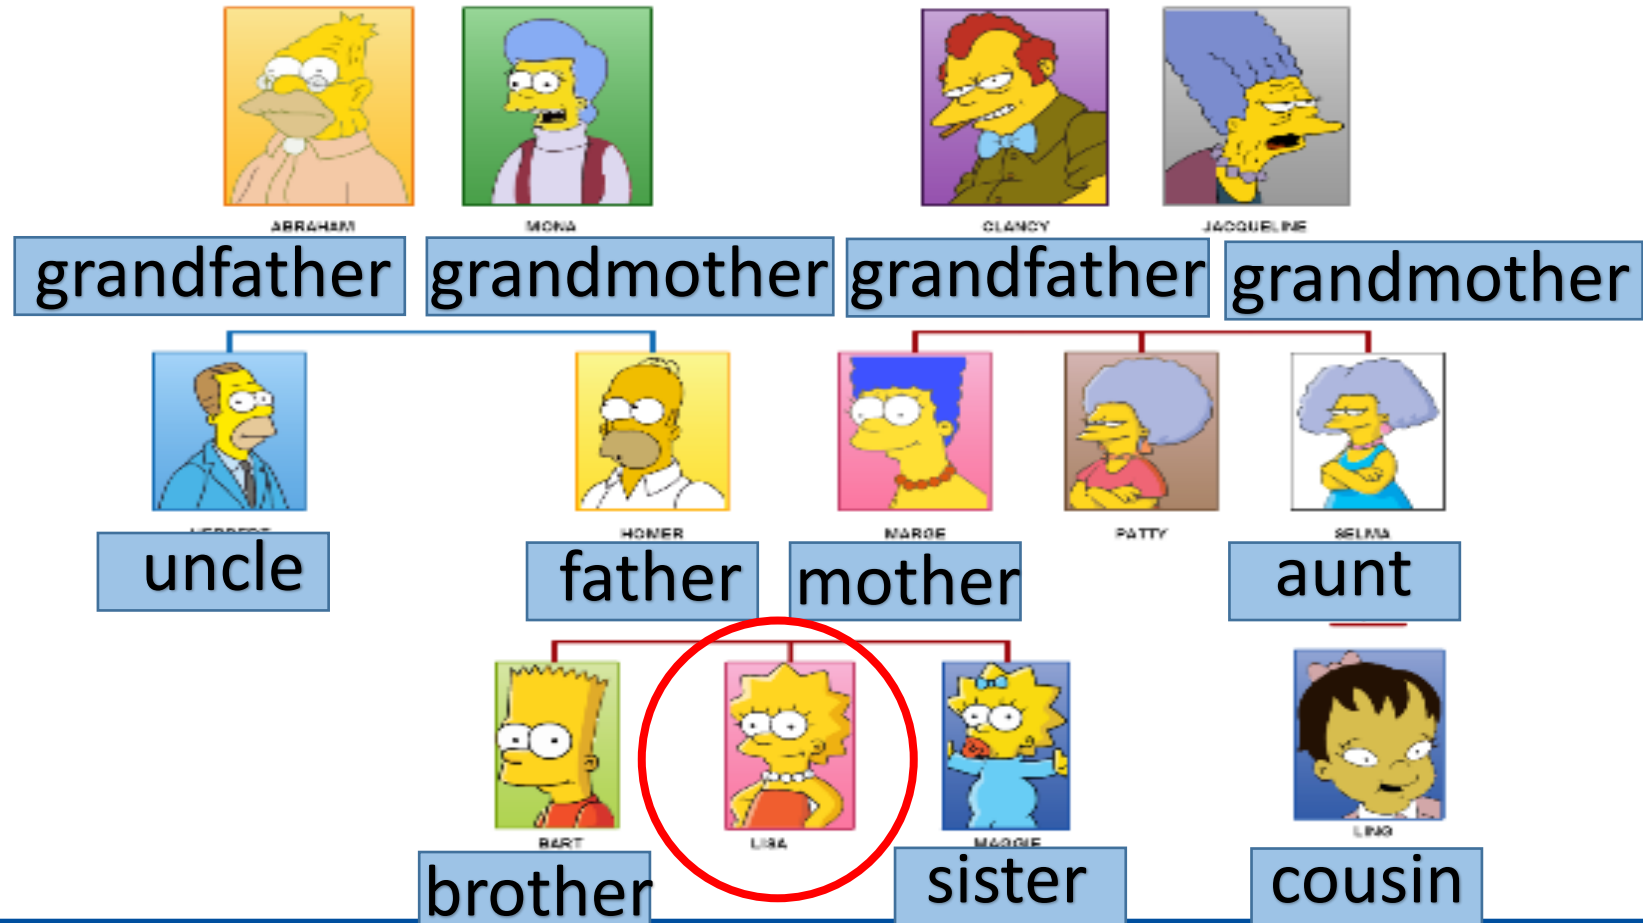 ABRAHAM MONA CLANCY JACQUELINE
grandfather grandmother grandfather grandmother
HERBERT HOMER MARGE PATTY SELMA
uncle father mother aunt
BART LISA MAGGIE LING
brother sister cousin